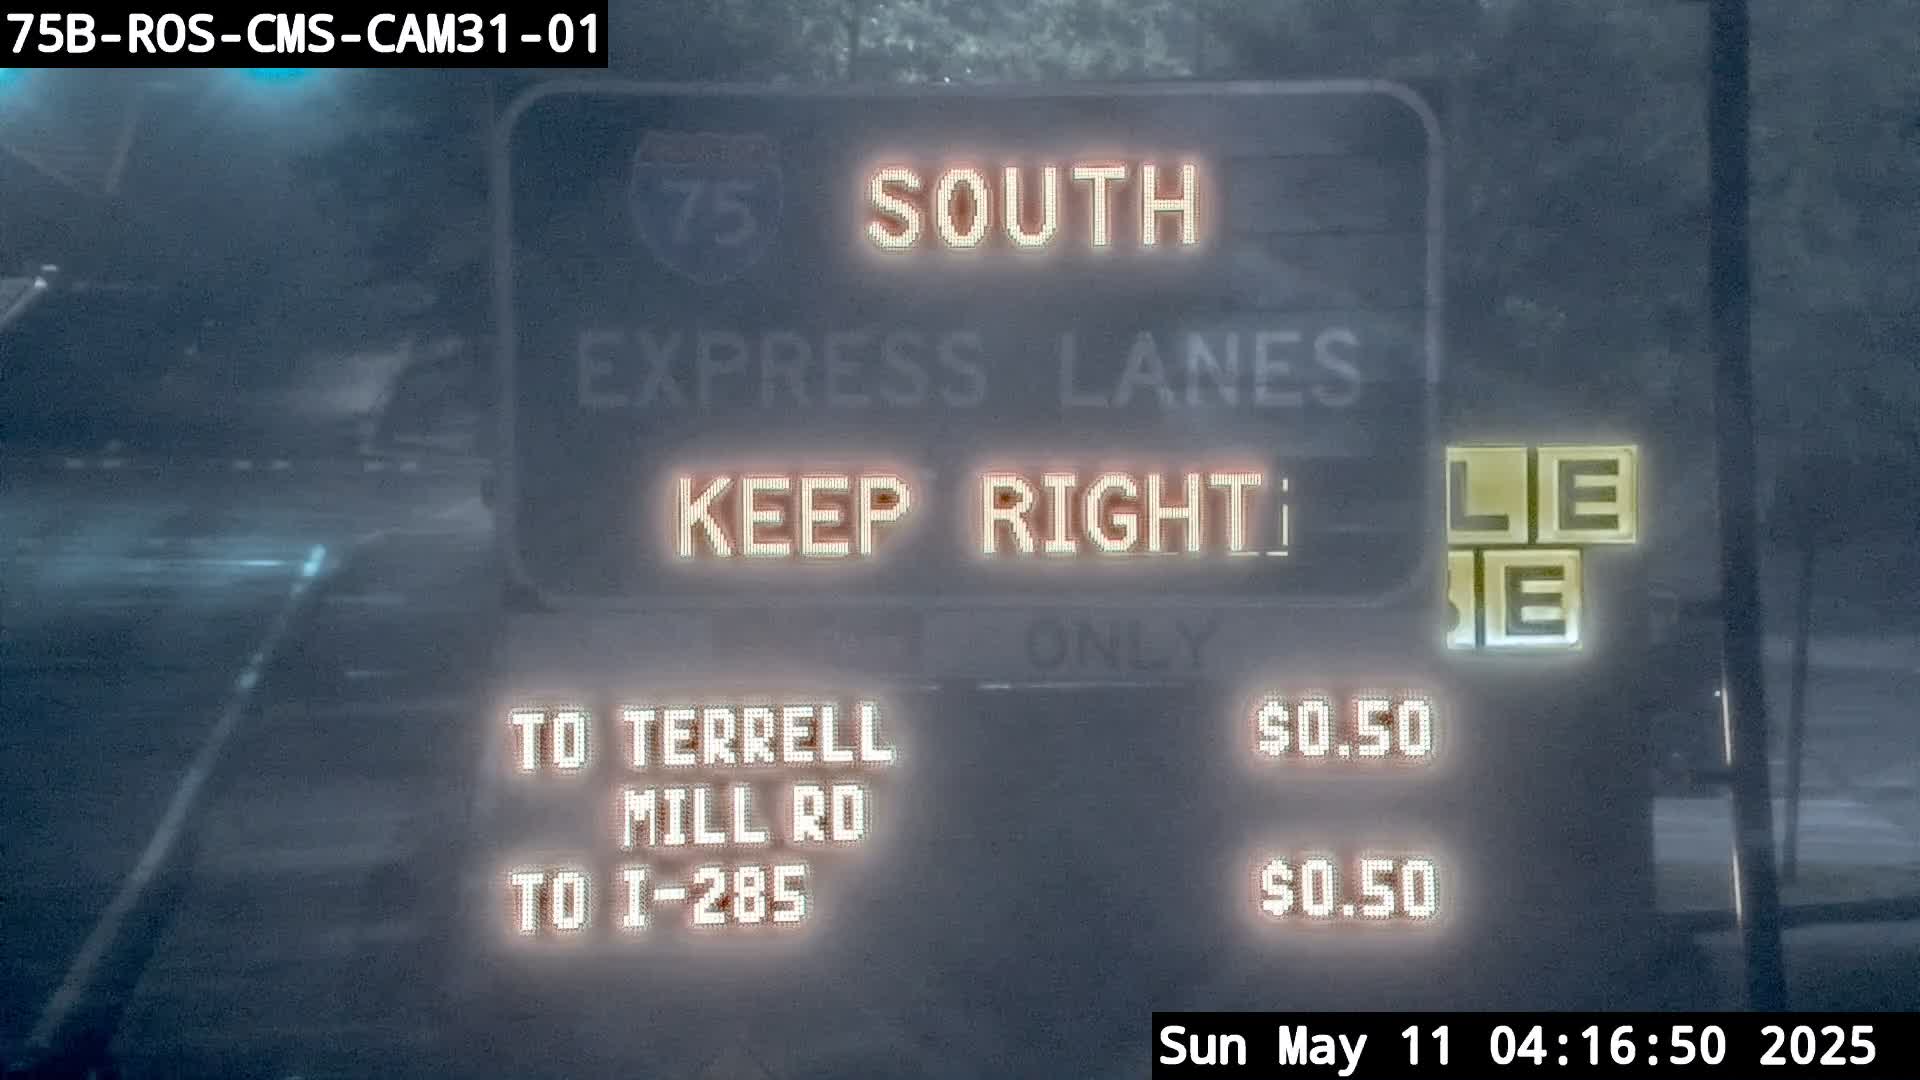 75B-ROS-CMS-CAM31-01
75 SOUTH
EXPRESS LANES
KEEP RIGHT
LE
E
ONLY
TO TERRELL $0.50
MILL RD
TO I-285 $0.50
Sun May 11 04:16:50 2025